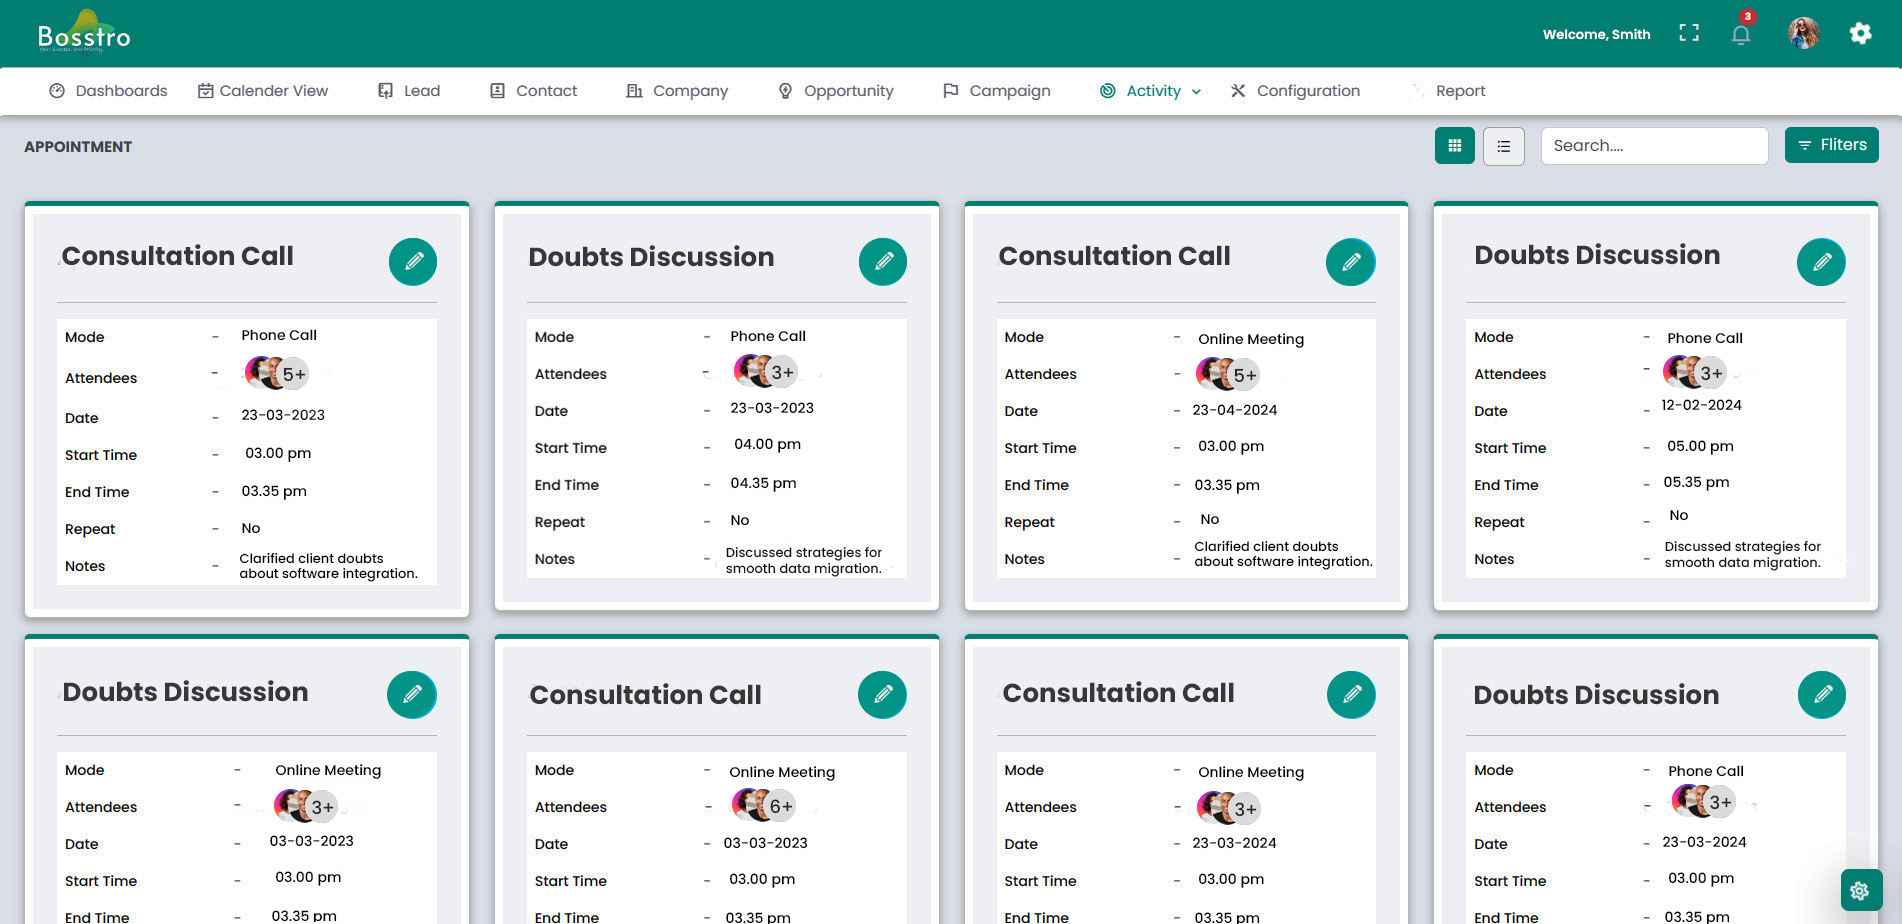 Bosstro
Welcome, Smith
3
Dashboards
Calender View
Lead
Contact
Company
Opportunity
Campaign
Activity
Configuration
Report
APPOINTMENT
Search....
Fliters
Consultation Call
Mode - Phone Call
Attendees - 5+
Date - 23-03-2023
Start Time - 03.00 pm
End Time - 03.35 pm
Repeat - No
Notes - Clarified client doubts
about software integration.
Doubts Discussion
Mode - Phone Call
Attendees - 3+
Date - 23-03-2023
Start Time - 04.00 pm
End Time - 04.35 pm
Repeat - No
Notes - Discussed strategies for
smooth data migration.
Consultation Call
Mode - Online Meeting
Attendees - 5+
Date - 23-04-2024
Start Time - 03.00 pm
End Time - 03.35 pm
Repeat - No
Notes - Clarified client doubts
about software integration.
Doubts Discussion
Mode - Phone Call
Attendees - 3+
Date - 12-02-2024
Start Time - 05.00 pm
End Time - 05.35 pm
Repeat - No
Notes - Discussed strategies for
smooth data migration.
Doubts Discussion
Mode - Online Meeting
Attendees - 3+
Date - 03-03-2023
Start Time - 03.00 pm
End Time - 03.35 pm
Consultation Call
Mode - Online Meeting
Attendees - 6+
Date - 03-03-2023
Start Time - 03.00 pm
End Time - 03.35 pm
Consultation Call
Mode - Online Meeting
Attendees - 3+
Date - 23-03-2024
Start Time - 03.00 pm
End Time - 03.35 pm
Doubts Discussion
Mode - Phone Call
Attendees - 3+
Date - 23-03-2024
Start Time - 03.00 pm
End Time - 03.35 pm